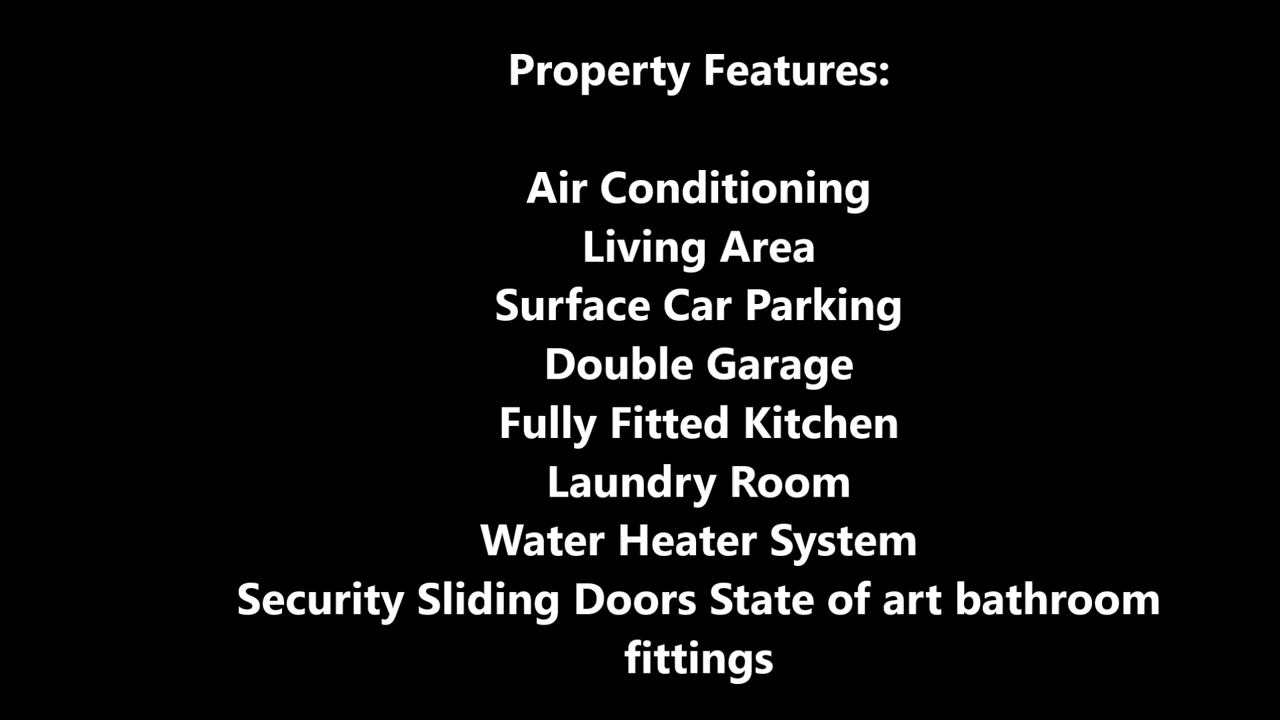 Property Features:
Air Conditioning
Living Area
Surface Car Parking
Double Garage
Fully Fitted Kitchen
Laundry Room
Water Heater System
Security Sliding Doors State of art bathroom
fittings